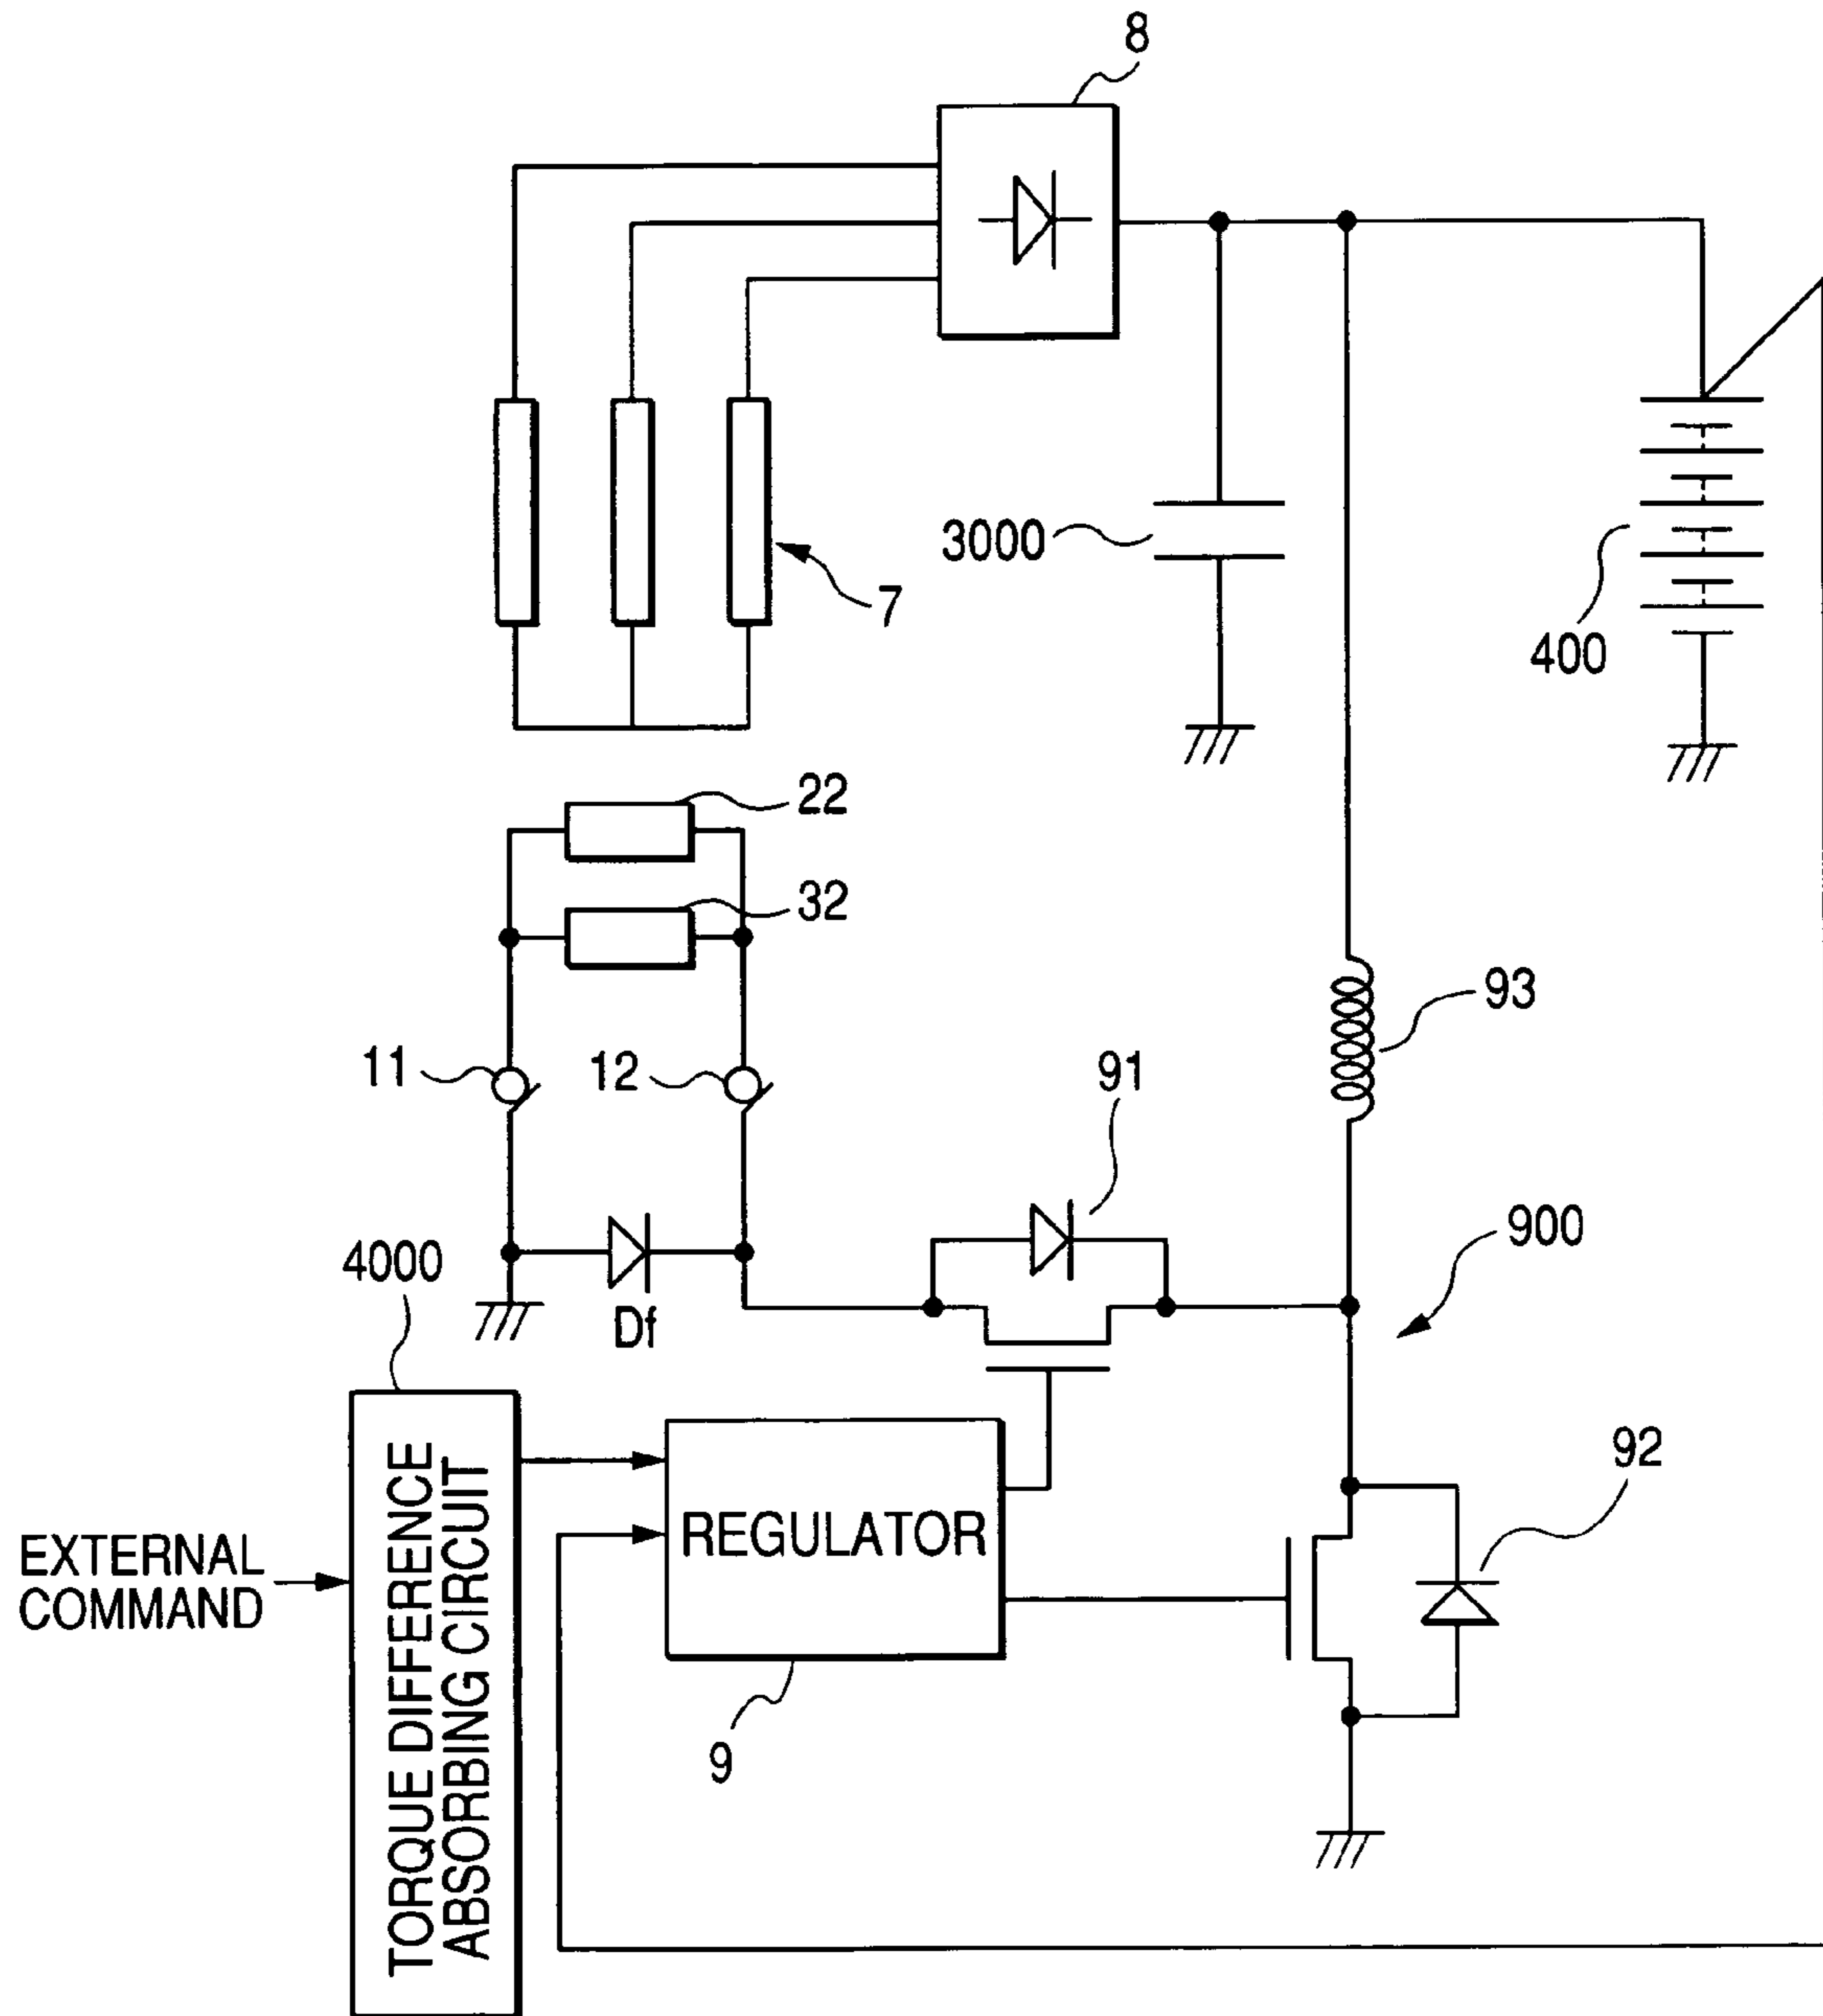 8
3000
7
400
22
32
93
11
12
91
900
4000
Df
92
EXTERNAL
COMMAND
TORQUE DIFFERENCE
ABSORBING CIRCUIT
REGULATOR
9